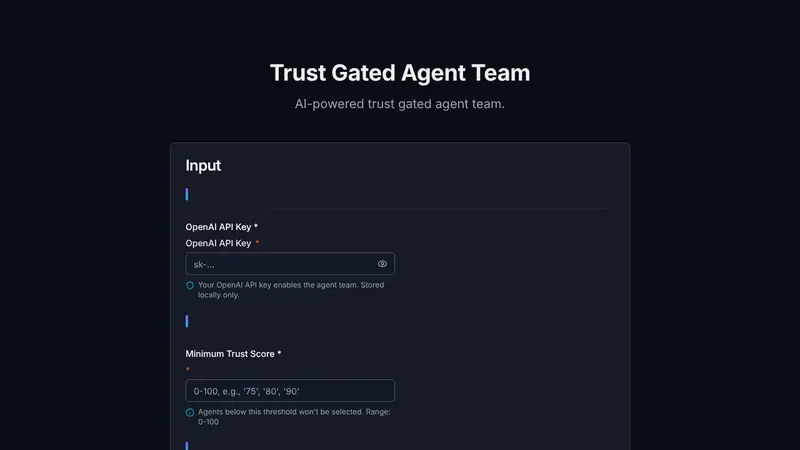 Trust Gated Agent Team
AI-powered trust gated agent team.
Input
OpenAI API Key *
OpenAI API Key *
sk-...
Your OpenAI API key enables the agent team. Stored
locally only.
Minimum Trust Score *
*
0-100, e.g., '75', '80', '90'
Agents below this threshold won't be selected. Range:
0-100